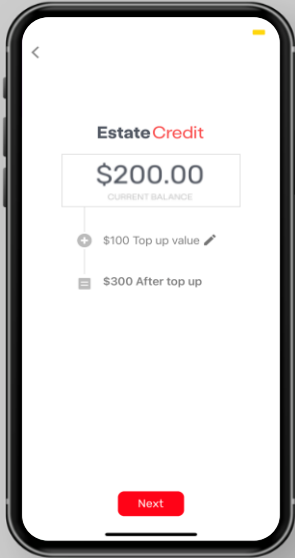 Estate Credit
$200.00
CURRENT BALANCE
$100 Top up value
$300 After top up
Next